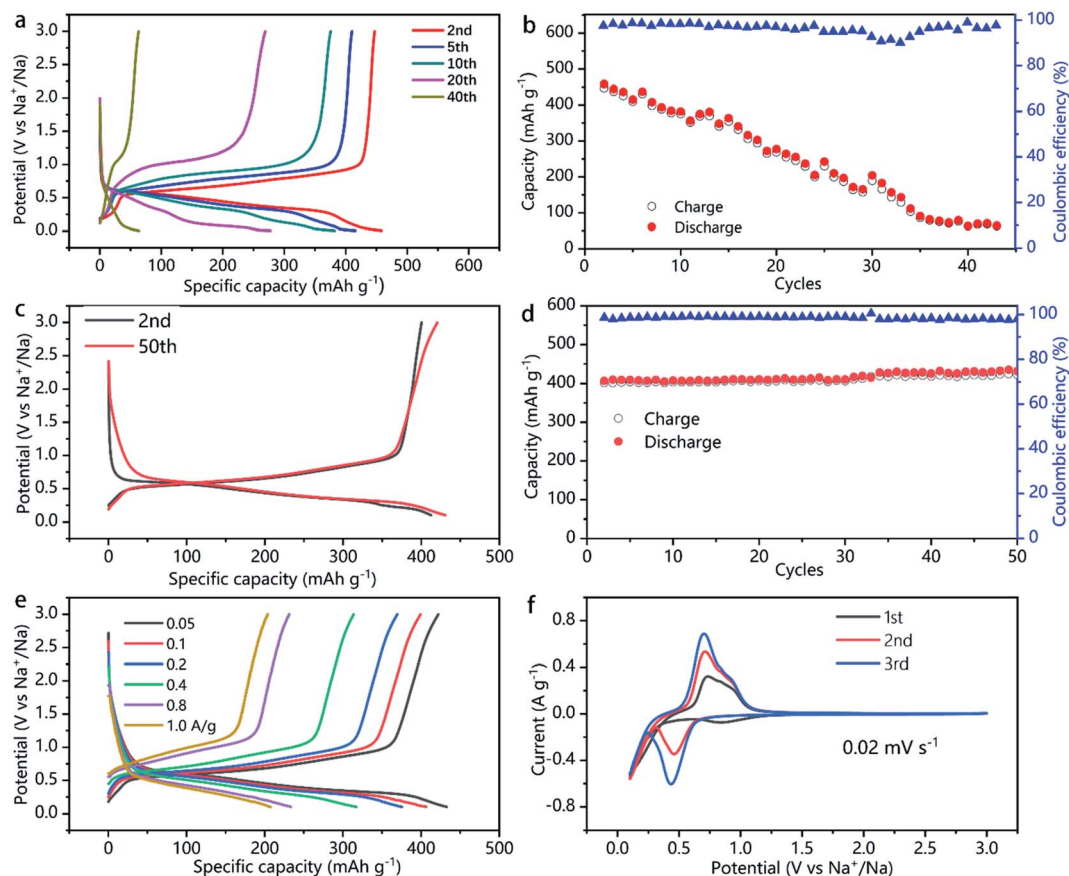 a
3.0
2.5
2.0
1.5
1.0
0.5
0.0
Potential (V vs Na⁺/Na)
2nd
5th
10th
20th
40th
0 100 200 300 400 500 600
Specific capacity (mAh g⁻¹)
b
600
500
400
300
200
100
0
Capacity (mAh g⁻¹)
Charge
Discharge
0 10 20 30 40
Cycles
100
80
60
40
20
0
Coulombic efficiency (%)
c
3.0
2.5
2.0
1.5
1.0
0.5
0.0
Potential (V vs Na⁺/Na)
2nd
50th
0 100 200 300 400 500
Specific capacity (mAh g⁻¹)
d
600
500
400
300
200
100
0
Capacity (mAh g⁻¹)
Charge
Discharge
0 10 20 30 40 50
Cycles
100
80
60
40
20
0
Coulombic efficiency (%)
e
3.0
2.5
2.0
1.5
1.0
0.5
0.0
Potential (V vs Na⁺/Na)
0.05
0.1
0.2
0.4
0.8
1.0 A/g
0 100 200 300 400 500
Specific capacity (mAh g⁻¹)
f
0.8
0.4
0.0
-0.4
-0.8
Current (A g⁻¹)
1st
2nd
3rd
0.02 mV s⁻¹
0.0 0.5 1.0 1.5 2.0 2.5 3.0
Potential (V vs Na⁺/Na)